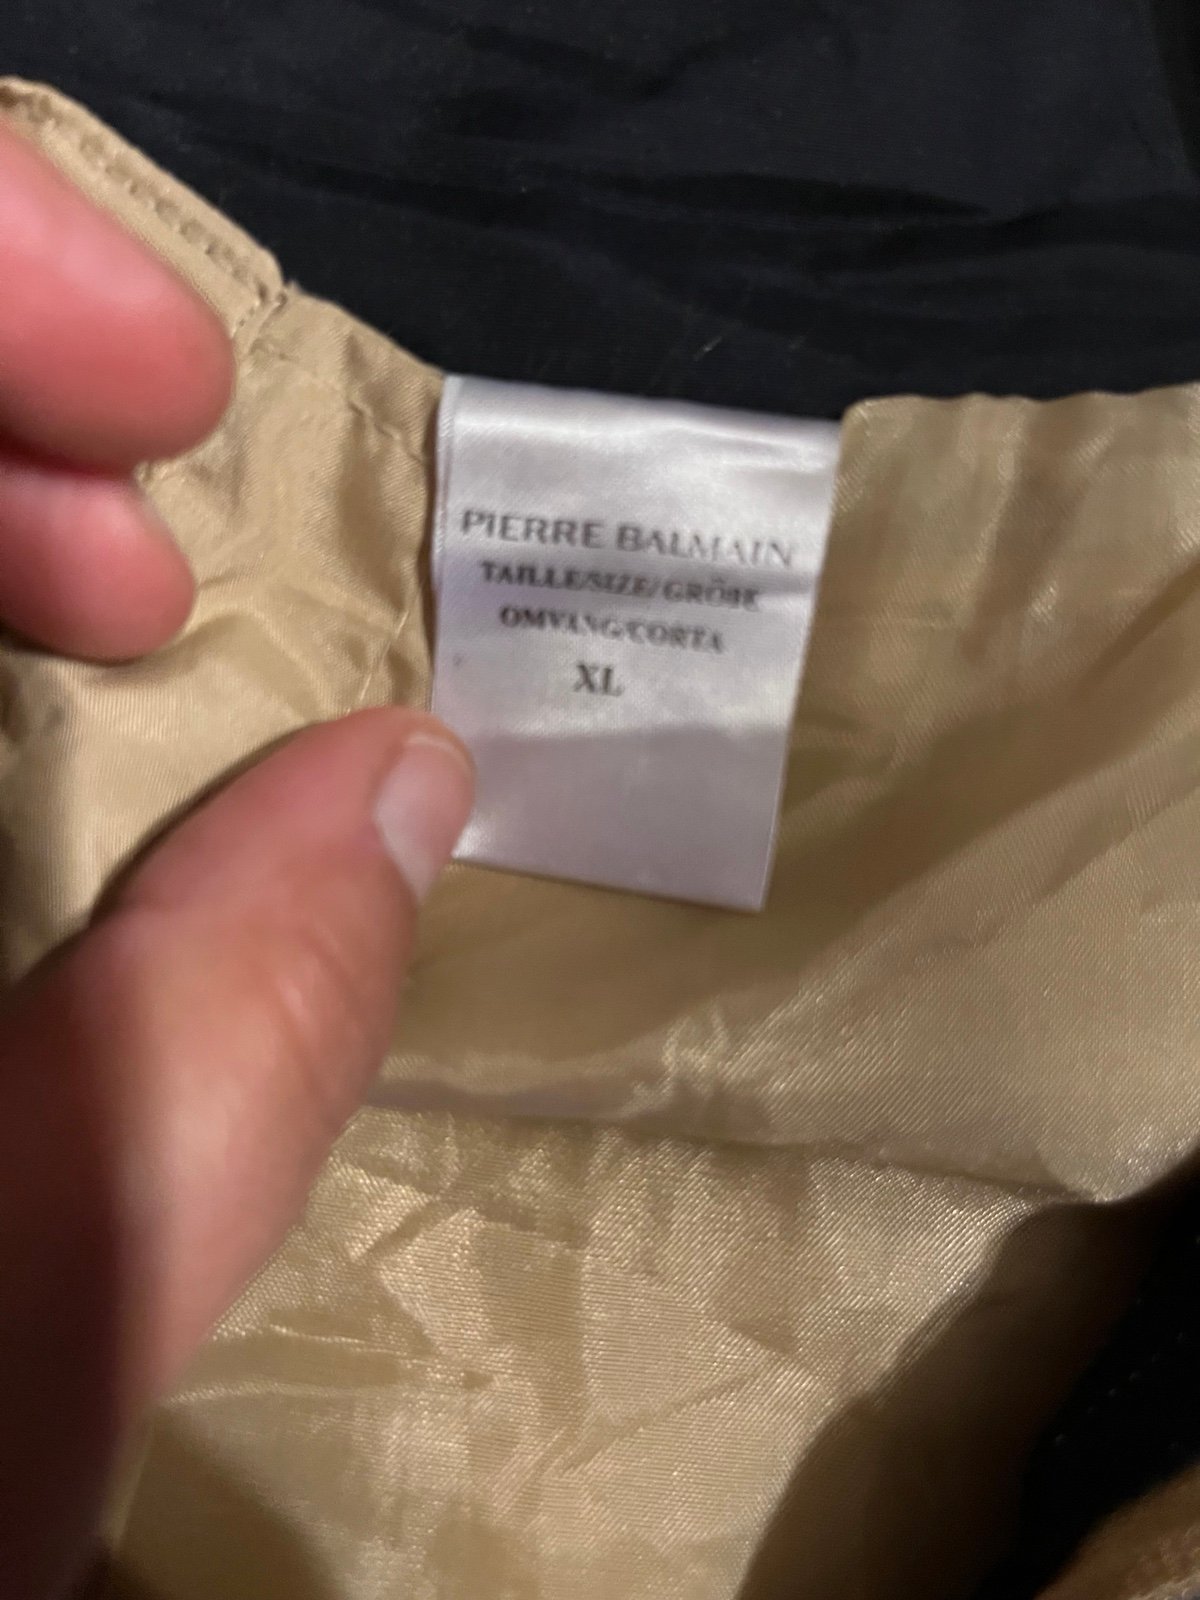 PIERRE BALMAIN
TAILLE/SIZE/GRÖßE
OMVANG/CORTA
XL